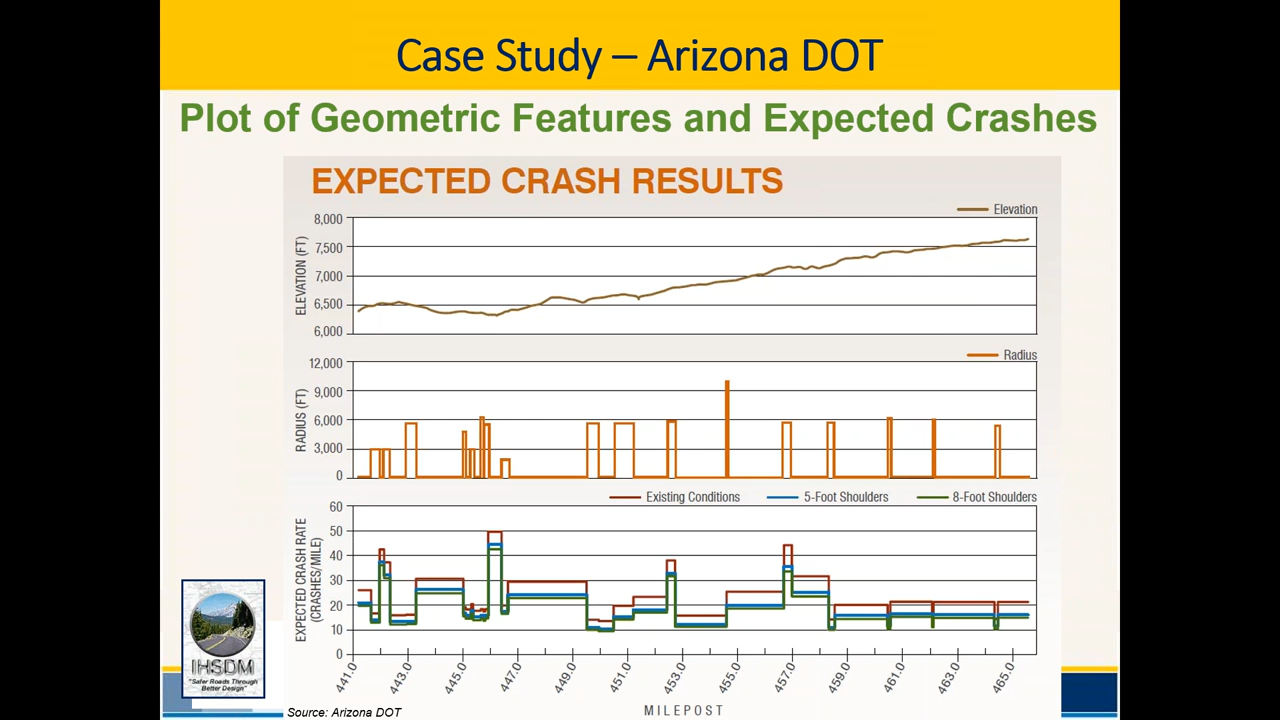 Case Study – Arizona DOT
Plot of Geometric Features and Expected Crashes
EXPECTED CRASH RESULTS
Elevation
ELEVATION (FT)
8,000
7,500
7,000
6,500
6,000
Radius
RADIUS (FT)
12,000
9,000
6,000
3,000
0
Existing Conditions 5-Foot Shoulders 8-Foot Shoulders
EXPECTED CRASH RATE
(CRASHES/MILE)
60
50
40
30
20
10
0
441.0 443.0 445.0 447.0 449.0 451.0 453.0 455.0 457.0 459.0 461.0 463.0 465.0
MILEPOST
IHSDM
"Safer Roads Through
Better Design"
Source: Arizona DOT